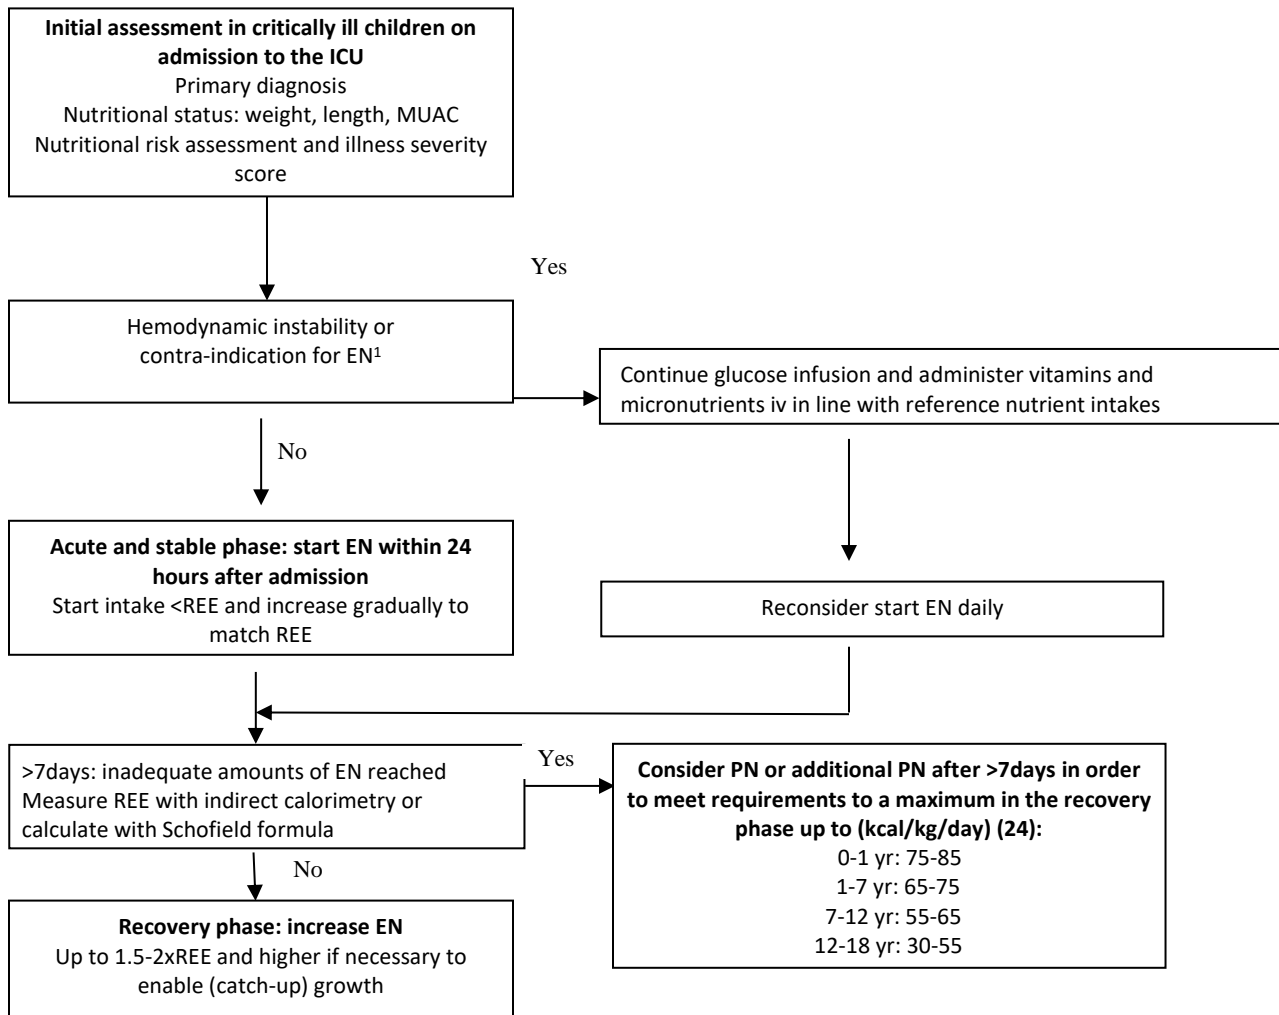 Initial assessment in critically ill children on
admission to the ICU
Primary diagnosis
Nutritional status: weight, length, MUAC
Nutritional risk assessment and illness severity
score
Yes
Hemodynamic instability or
contra-indication for EN¹
Continue glucose infusion and administer vitamins and
micronutrients iv in line with reference nutrient intakes
No
Acute and stable phase: start EN within 24
hours after admission
Start intake <REE and increase gradually to
match REE
Reconsider start EN daily
>7days: inadequate amounts of EN reached
Measure REE with indirect calorimetry or
calculate with Schofield formula
Yes
Consider PN or additional PN after >7days in order
to meet requirements to a maximum in the recovery
phase up to (kcal/kg/day) (24):
0-1 yr: 75-85
1-7 yr: 65-75
7-12 yr: 55-65
12-18 yr: 30-55
No
Recovery phase: increase EN
Up to 1.5-2xREE and higher if necessary to
enable (catch-up) growth